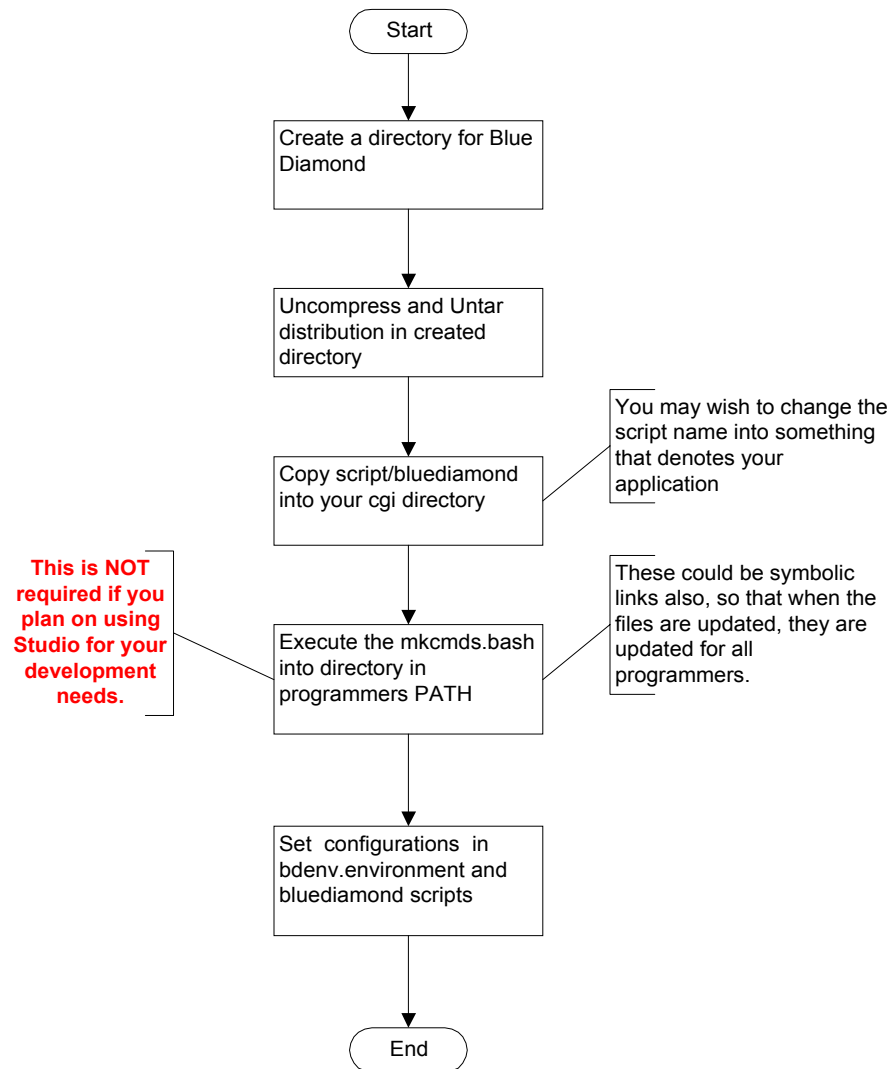 Start
Create a directory for Blue
Diamond
Uncompress and Untar
distribution in created
directory
You may wish to change the
script name into something
that denotes your
application
Copy script/bluediamond
into your cgi directory
This is NOT
required if you
plan on using
Studio for your
development
needs.
These could be symbolic
links also, so that when the
files are updated, they are
updated for all
programmers.
Execute the mkcmds.bash
into directory in
programmers PATH
Set configurations in
bdenv.environment and
bluediamond scripts
End